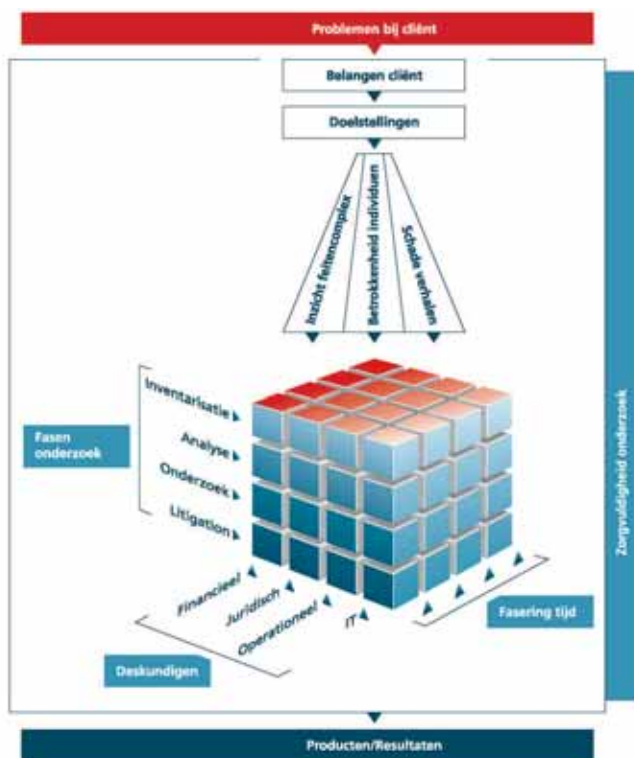 Problemen bij cliënt
Belangen cliënt
Doelstellingen
Inzicht feitencomplex
Betrokkenheid individuen
Schade verhalen
Inventarisatie
Analyse
Onderzoek
Litigation
Fasen
onderzoek
Financieel
Juridisch
Operationeel
IT
Deskundigen
Fasering tijd
Zorgvuldigheid onderzoek
Producten/Resultaten